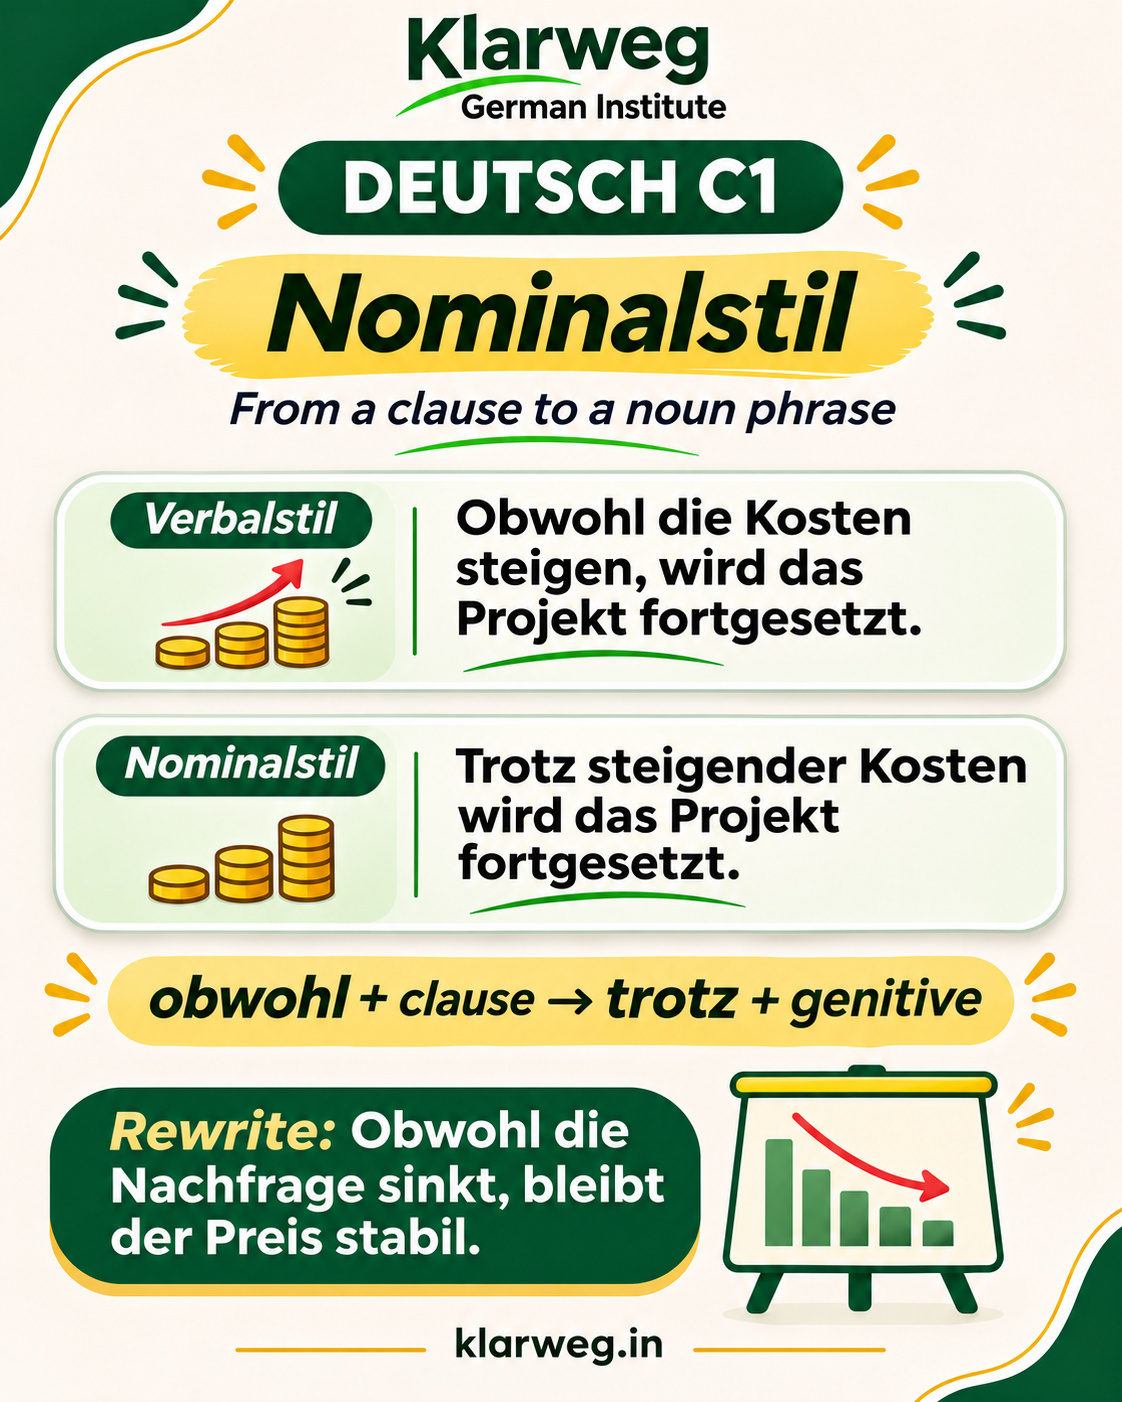 Klarweg
German Institute
DEUTSCH C1
Nominalstil
From a clause to a noun phrase
Verbalstil
Obwohl die Kosten
steigen, wird das
Projekt fortgesetzt.
Nominalstil
Trotz steigender Kosten
wird das Projekt
fortgesetzt.
obwohl + clause → trotz + genitive
Rewrite: Obwohl die
Nachfrage sinkt, bleibt
der Preis stabil.
klarweg.in